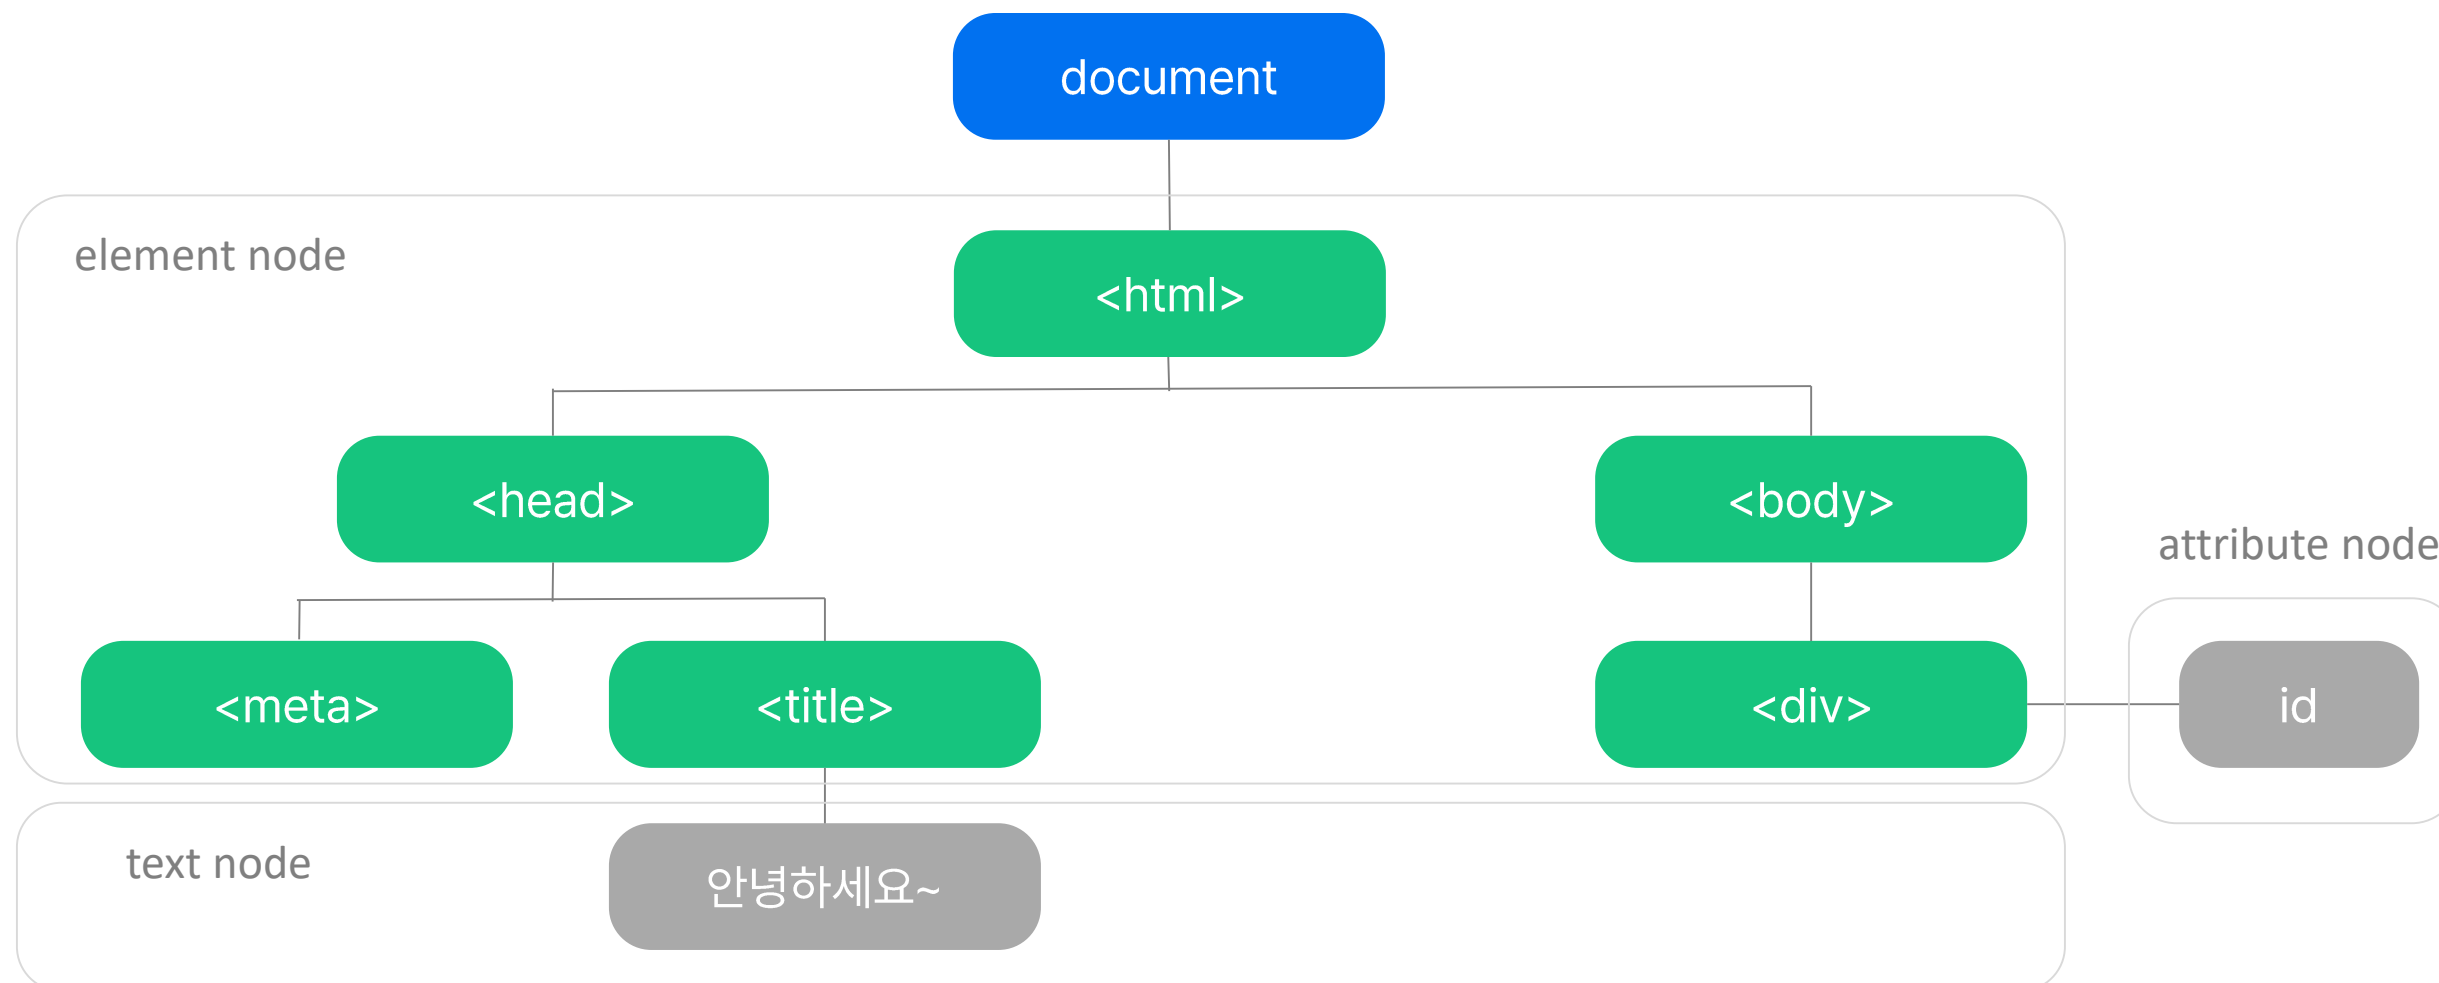 document
element node
<html>
<head>
<body>
attribute node
<meta>
<title>
<div>
id
text node
안녕하세요~